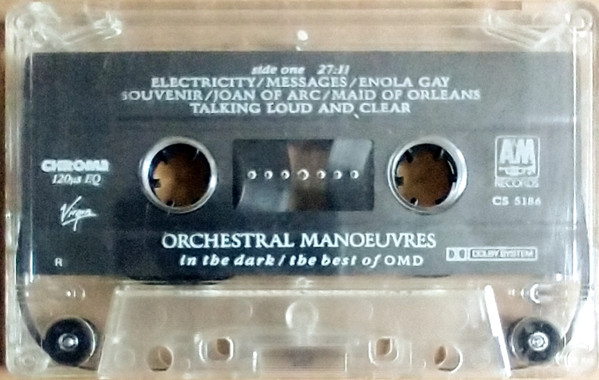 side one 27:11
ELECTRICITY/MESSAGES/ENOLA GAY
SOUVENIR/JOAN OF ARC/MAID OF ORLEANS
TALKING LOUD AND CLEAR
CHROME
120µs EQ
Virgin
R
A&M
RECORDS
CS 5186
ORCHESTRAL MANOEUVRES
in the dark / the best of OMD
DOLBY SYSTEM